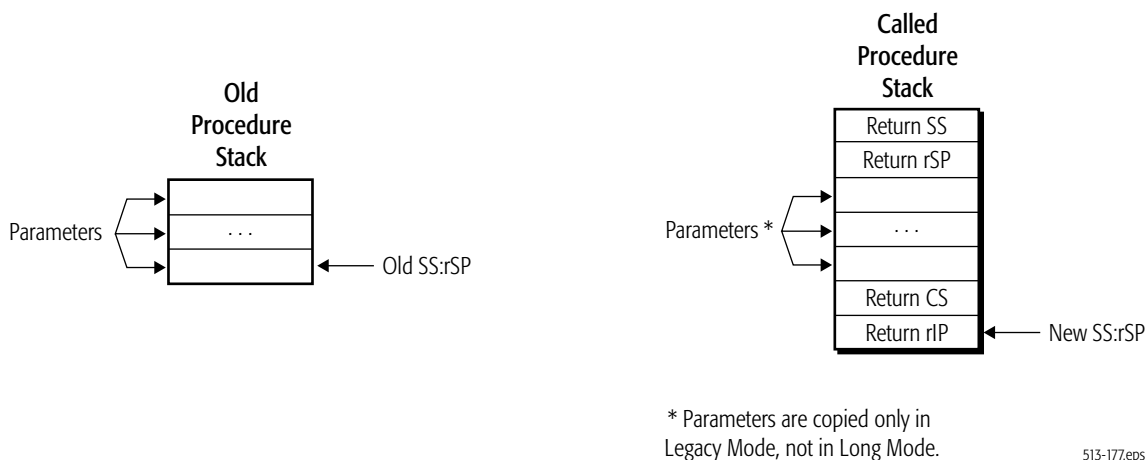 Old
Procedure
Stack
Parameters
. . .
Old SS:rSP
Called
Procedure
Stack
Return SS
Return rSP
Parameters *
. . .
Return CS
Return rIP
New SS:rSP
* Parameters are copied only in
Legacy Mode, not in Long Mode.
513-177.eps